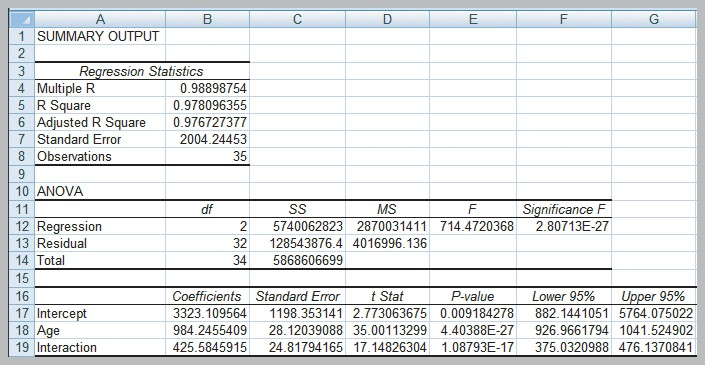 A B C D E F G
1 SUMMARY OUTPUT
2
3 Regression Statistics
4 Multiple R 0.98898754
5 R Square 0.978096355
6 Adjusted R Square 0.976727377
7 Standard Error 2004.24453
8 Observations 35
9
10 ANOVA
11 df SS MS F Significance F
12 Regression 2 5740062823 2870031411 714.4720368 2.80713E-27
13 Residual 32 128543876.4 4016996.136
14 Total 34 5868606699
15
16 Coefficients Standard Error t Stat P-value Lower 95% Upper 95%
17 Intercept 3323.109564 1198.353141 2.773063675 0.009184278 882.1441051 5764.075022
18 Age 984.2455409 28.12039088 35.00113299 4.40388E-27 926.9661794 1041.524902
19 Interaction 425.5845915 24.81794165 17.14826304 1.08793E-17 375.0320988 476.1370841